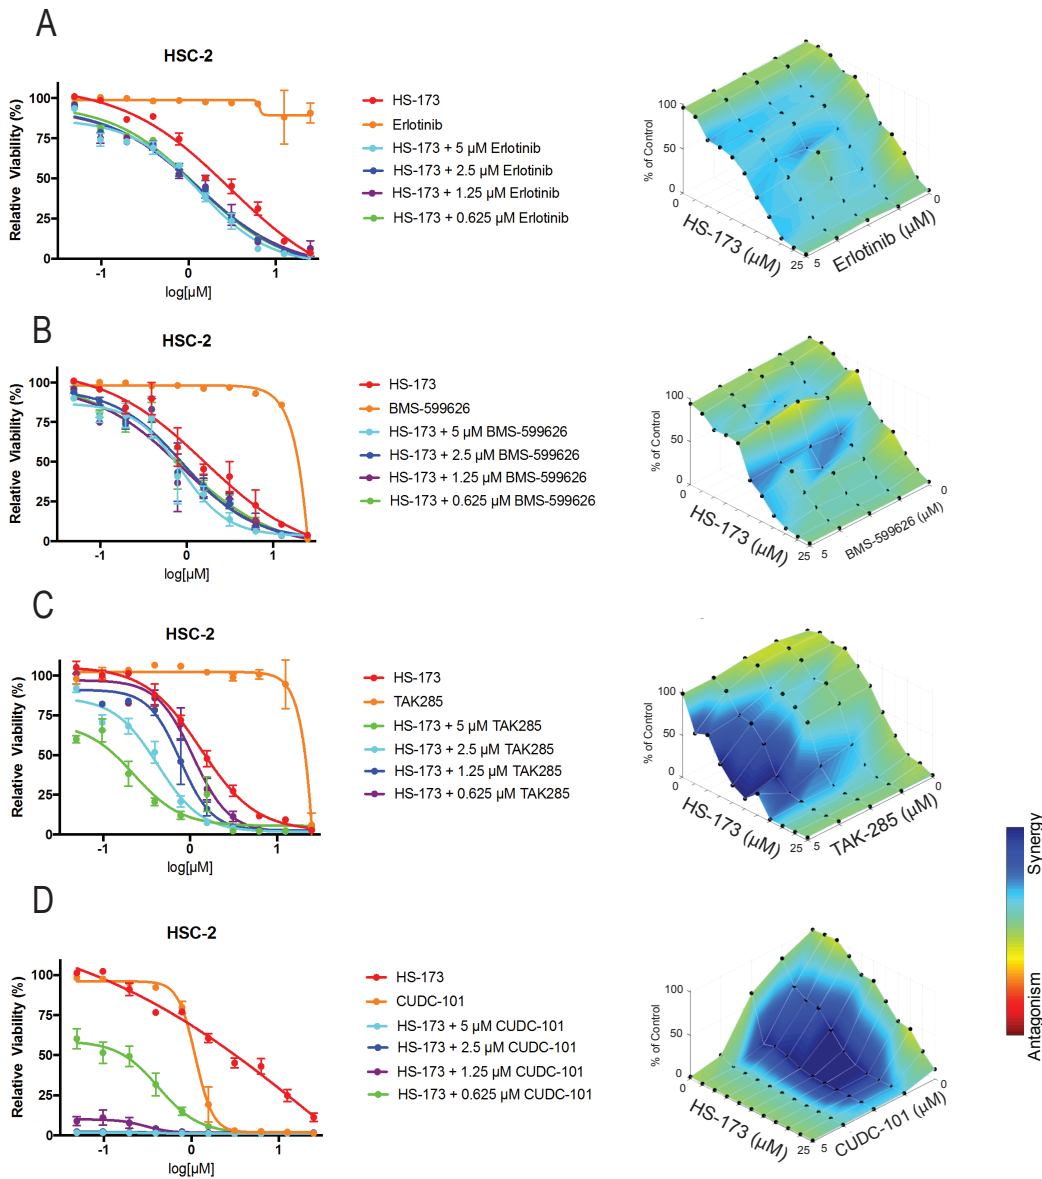 A
HSC-2
Relative Viability (%)
100
75
50
25
0
-1
0
1
log[µM]
HS-173
Erlotinib
HS-173 + 5 µM Erlotinib
HS-173 + 2.5 µM Erlotinib
HS-173 + 1.25 µM Erlotinib
HS-173 + 0.625 µM Erlotinib
% of Control
100
50
0
0
HS-173 (µM)
25
5
Erlotinib (µM)
0
B
HSC-2
Relative Viability (%)
100
75
50
25
0
-1
0
1
log[µM]
HS-173
BMS-599626
HS-173 + 5 µM BMS-599626
HS-173 + 2.5 µM BMS-599626
HS-173 + 1.25 µM BMS-599626
HS-173 + 0.625 µM BMS-599626
% of Control
100
50
0
0
HS-173 (µM)
25
5
BMS-599626 (µM)
0
C
HSC-2
Relative Viability (%)
100
75
50
25
0
-1
0
1
log[µM]
HS-173
TAK285
HS-173 + 5 µM TAK285
HS-173 + 2.5 µM TAK285
HS-173 + 1.25 µM TAK285
HS-173 + 0.625 µM TAK285
% of Control
100
50
0
0
HS-173 (µM)
25
5
TAK-285 (µM)
0
Synergy
Antagonism
D
HSC-2
Relative Viability (%)
100
75
50
25
0
-1
0
1
log[µM]
HS-173
CUDC-101
HS-173 + 5 µM CUDC-101
HS-173 + 2.5 µM CUDC-101
HS-173 + 1.25 µM CUDC-101
HS-173 + 0.625 µM CUDC-101
% of Control
100
50
0
0
HS-173 (µM)
25
5
CUDC-101 (µM)
0